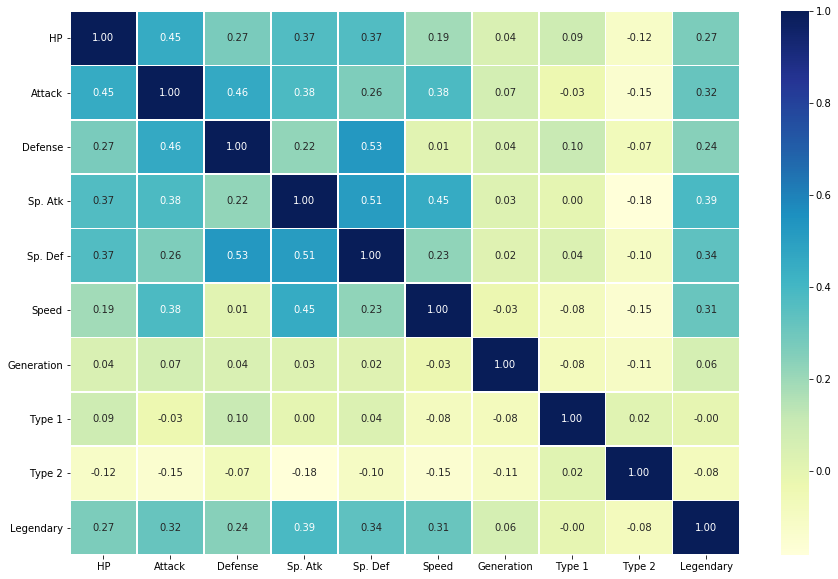 HP 1.00 0.45 0.27 0.37 0.37 0.19 0.04 0.09 -0.12 0.27
Attack 0.45 1.00 0.46 0.38 0.26 0.38 0.07 -0.03 -0.15 0.32
Defense 0.27 0.46 1.00 0.22 0.53 0.01 0.04 0.10 -0.07 0.24
Sp. Atk 0.37 0.38 0.22 1.00 0.51 0.45 0.03 0.00 -0.18 0.39
Sp. Def 0.37 0.26 0.53 0.51 1.00 0.23 0.02 0.04 -0.10 0.34
Speed 0.19 0.38 0.01 0.45 0.23 1.00 -0.03 -0.08 -0.15 0.31
Generation 0.04 0.07 0.04 0.03 0.02 -0.03 1.00 -0.08 -0.11 0.06
Type 1 0.09 -0.03 0.10 0.00 0.04 -0.08 -0.08 1.00 0.02 -0.00
Type 2 -0.12 -0.15 -0.07 -0.18 -0.10 -0.15 -0.11 0.02 1.00 -0.08
Legendary 0.27 0.32 0.24 0.39 0.34 0.31 0.06 -0.00 -0.08 1.00
HP Attack Defense Sp. Atk Sp. Def Speed Generation Type 1 Type 2 Legendary
1.0
0.8
0.6
0.4
0.2
0.0